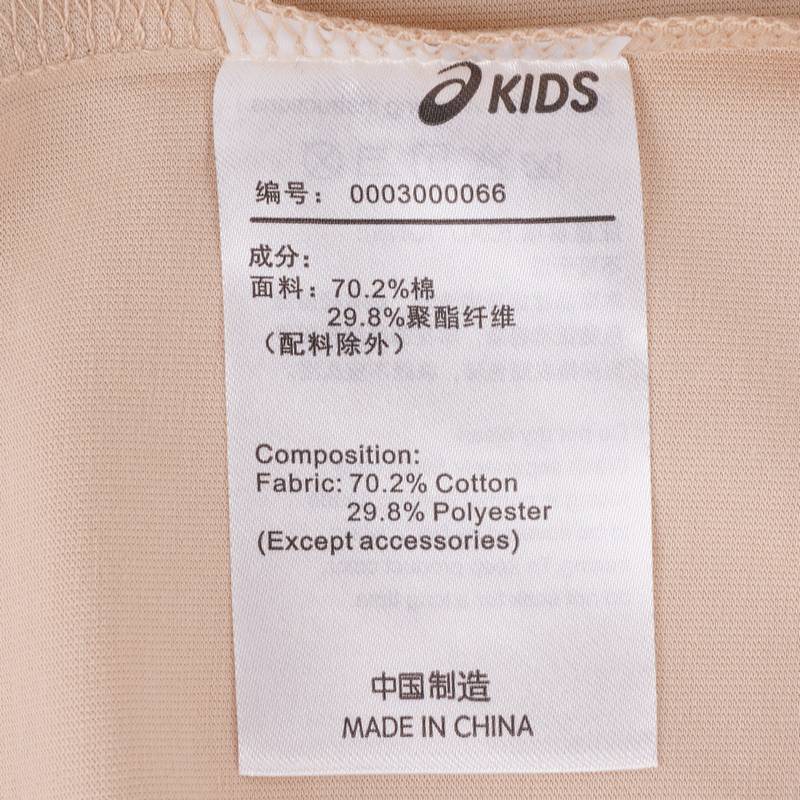 KIDS
编号： 0003000066
成分：
面料：70.2%棉
29.8%聚酯纤维
（配料除外）
Composition:
Fabric: 70.2% Cotton
29.8% Polyester
(Except accessories)
中国制造
MADE IN CHINA